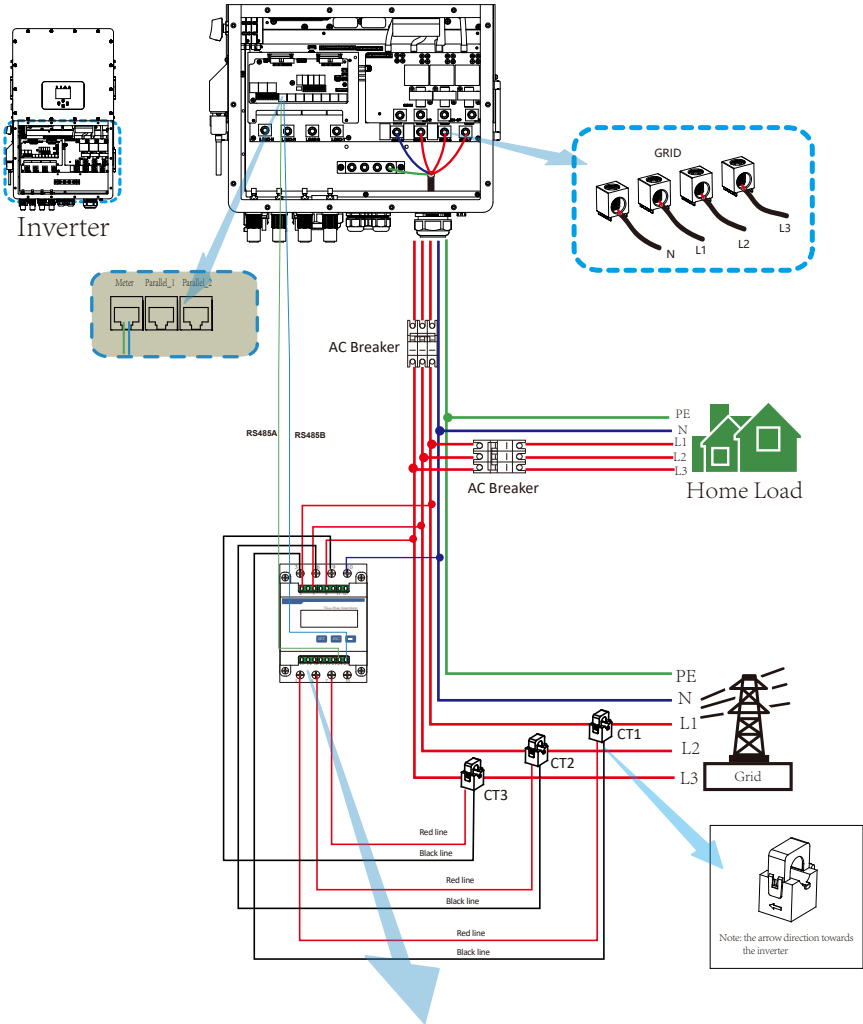 GRID
N
L1
L2
L3
Inverter
Meter
Parallel_1
Parallel_2
AC Breaker
PE
N
L1
L2
L3
AC Breaker
Home Load
RS485A
RS485B
PE
N
L1
L2
L3
Grid
CT1
CT2
CT3
Red line
Black line
Red line
Black line
Red line
Black line
Note: the arrow direction towards
the inverter